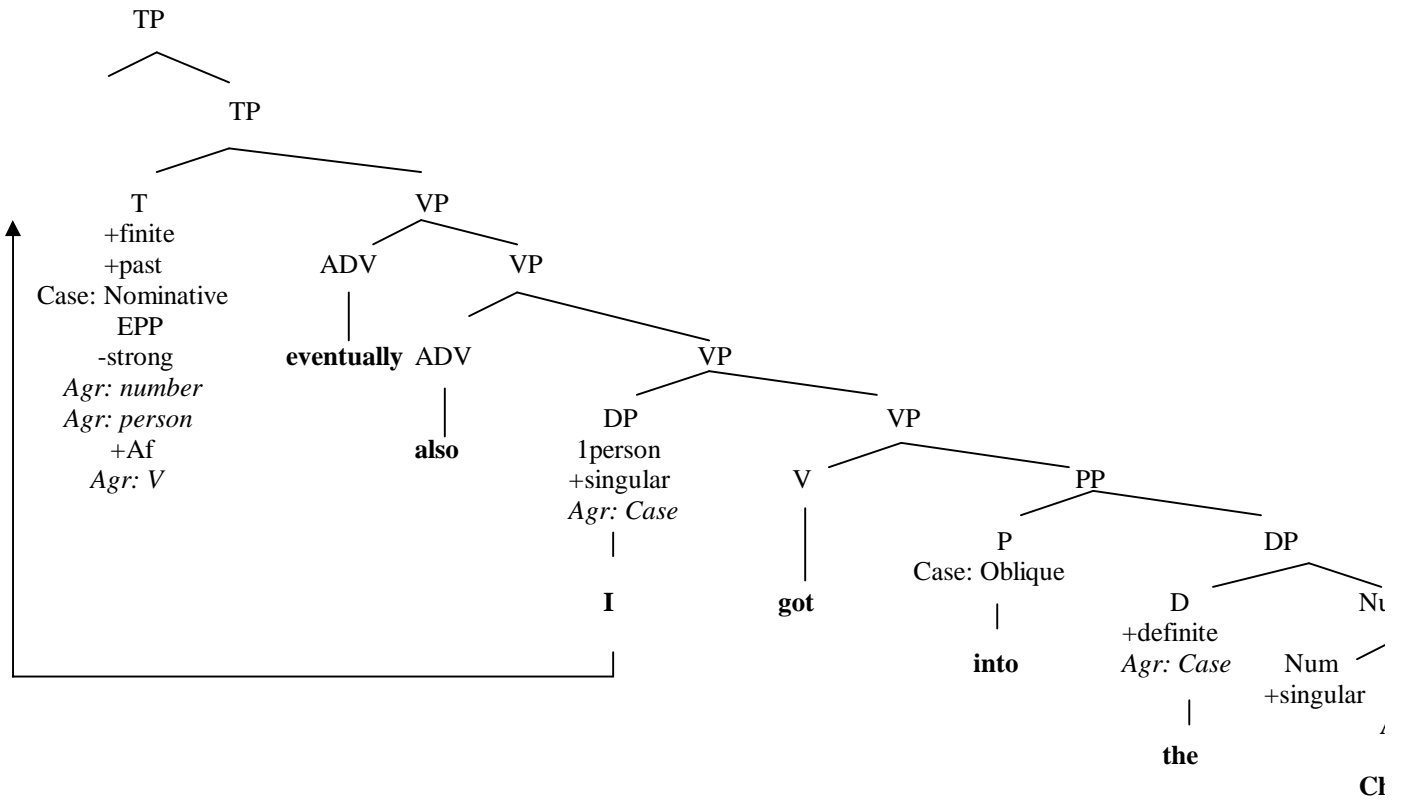 TP
TP
T VP
+finite
+past ADV VP
Case: Nominative
EPP
-strong eventually ADV VP
Agr: number
Agr: person DP VP
+Af also 1person
Agr: V +singular V PP
Agr: Case
P DP
Case: Oblique
I got D
+definite
into Agr: Case Num
+singular
the